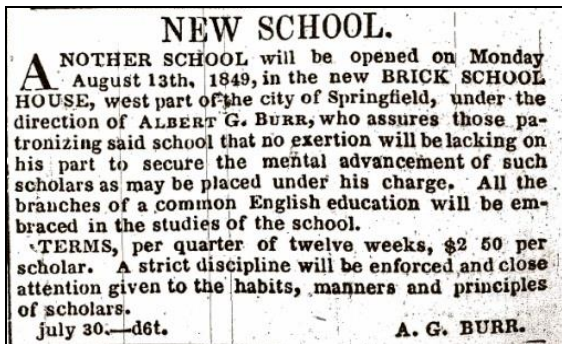 NEW SCHOOL.
ANOTHER SCHOOL will be opened on Monday
August 13th, 1849, in the new BRICK SCHOOL
HOUSE, west part of the city of Springfield, under the
direction of ALBERT G. BURR, who assures those pa-
tronizing said school that no exertion will be lacking on
his part to secure the mental advancement of such
scholars as may be placed under his charge. All the
branches of a common English education will be em-
braced in the studies of the school.
TERMS, per quarter of twelve weeks, $2 50 per
scholar. A strict discipline will be enforced and close
attention given to the habits, manners and principles
of scholars.
july 30.—d6t. A. G. BURR.